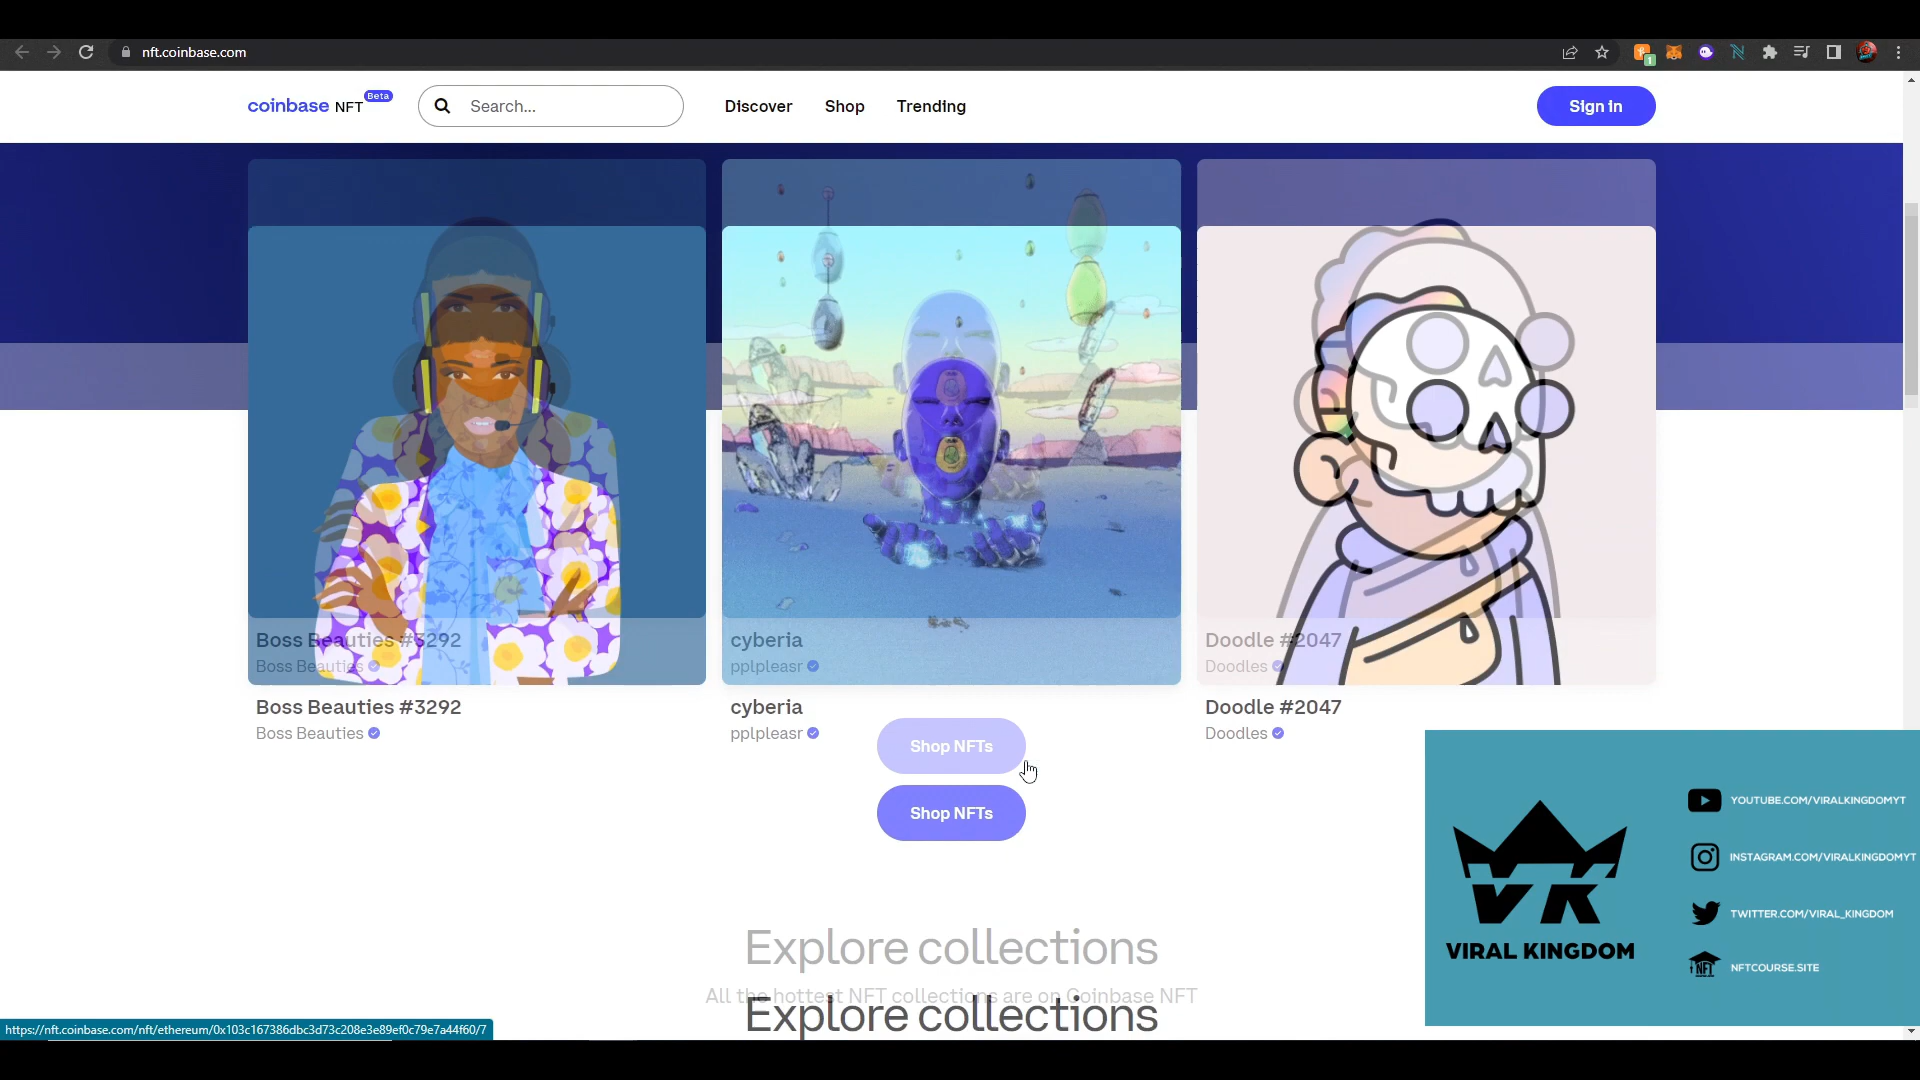 nft.coinbase.com
1
coinbase NFT Beta
Search...
Discover
Shop
Trending
Sign in
Boss Beauties #3292
Boss Beauties
cyberia
pplpleasr
Doodle #2047
Doodles
Boss Beauties #3292
Boss Beauties
cyberia
pplpleasr
Doodle #2047
Doodles
Shop NFTs
Shop NFTs
YOUTUBE.COM/VIRALKINGDOMYT
INSTAGRAM.COM/VIRALKINGDOMYT
TWITTER.COM/VIRAL_KINGDOM
NFT
NFTCOURSE.SITE
VK
VIRAL KINGDOM
Explore collections
All the hottest NFT collections are on Coinbase NFT
Explore collections
https://nft.coinbase.com/nft/ethereum/0x103c167386dbc3d73c208e3e89ef0c79e7a44f60/7